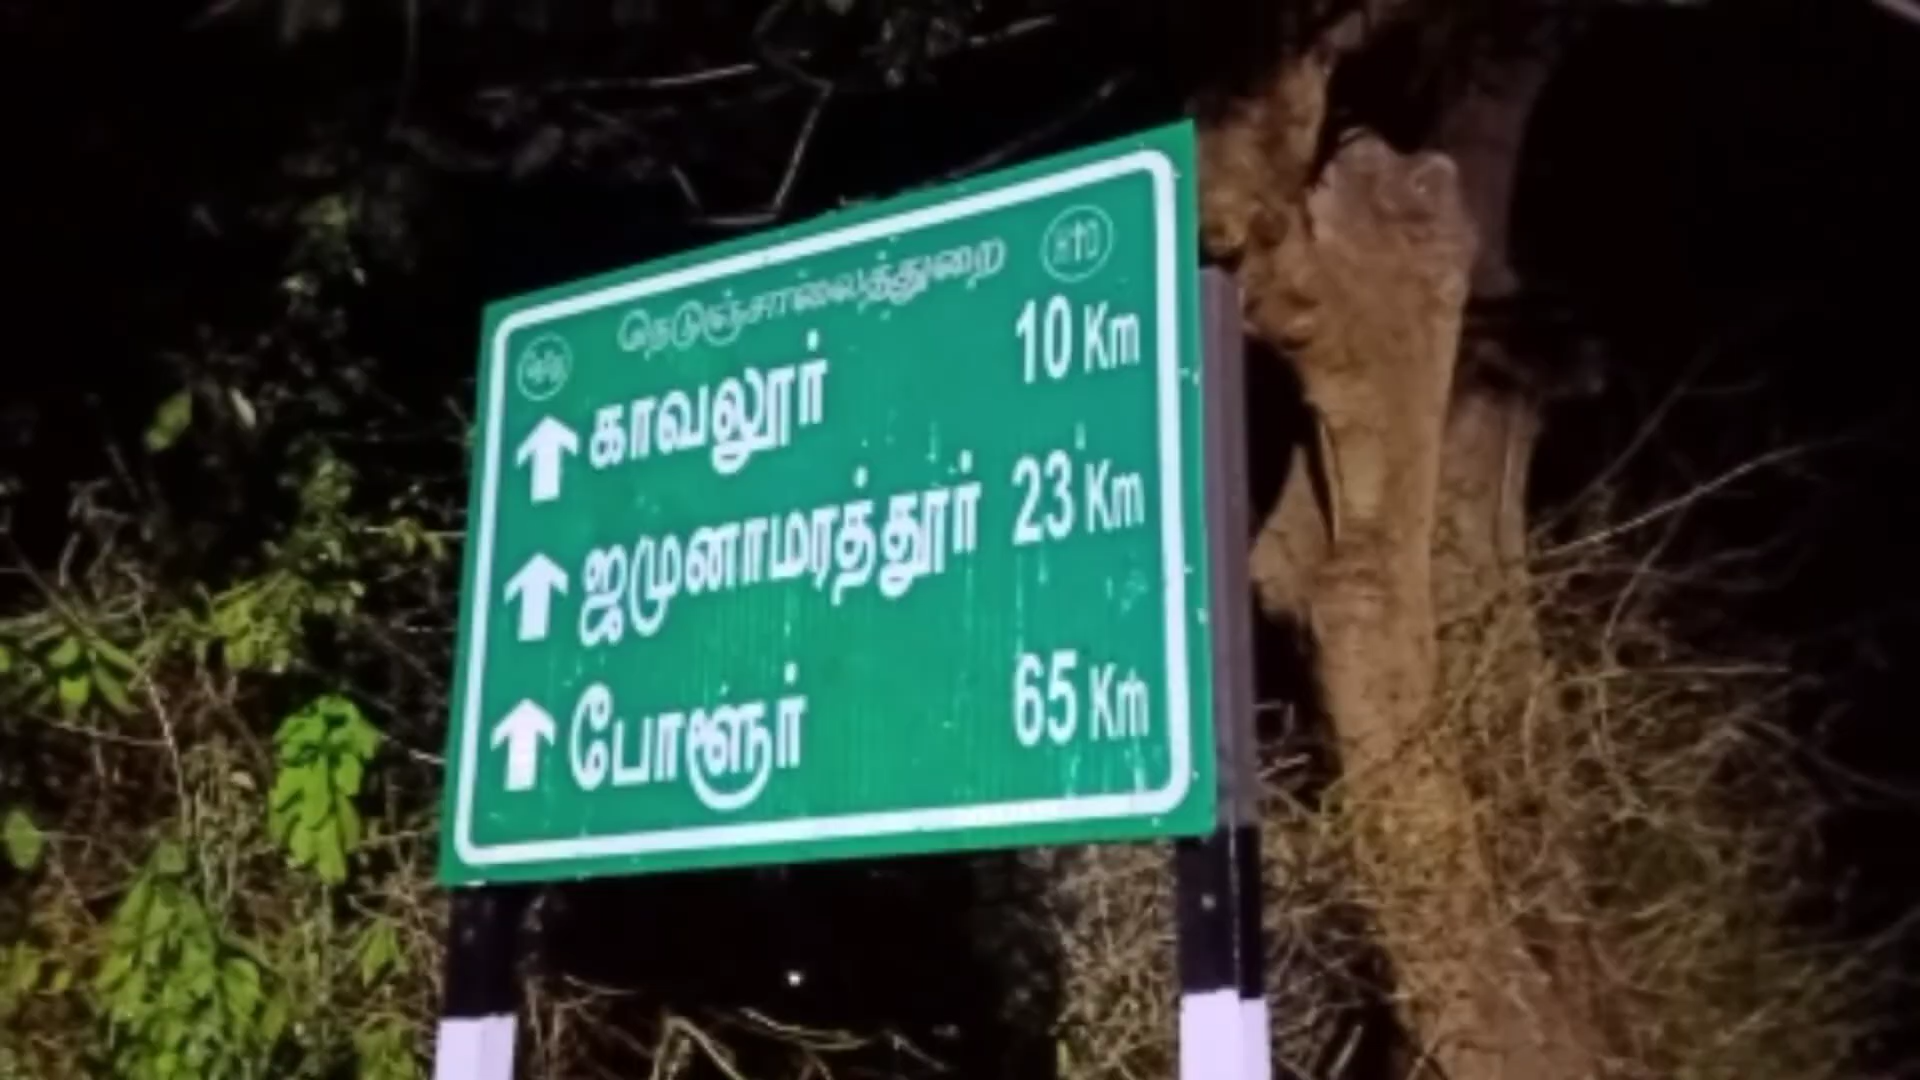 நெடுஞ்சாலைத்துறை
காவலூர் 10 Km
ஜமுனாமரத்தூர் 23 Km
போளூர் 65 Km